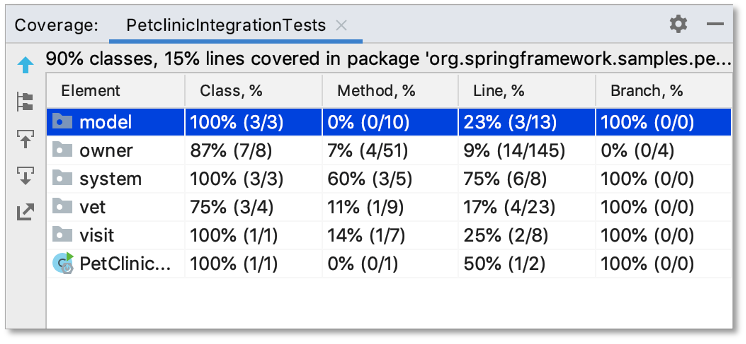 Coverage: PetclinicIntegrationTests
90% classes, 15% lines covered in package 'org.springframework.samples.pe...
Element Class, % Method, % Line, % Branch, %
model 100% (3/3) 0% (0/10) 23% (3/13) 100% (0/0)
owner 87% (7/8) 7% (4/51) 9% (14/145) 0% (0/4)
system 100% (3/3) 60% (3/5) 75% (6/8) 100% (0/0)
vet 75% (3/4) 11% (1/9) 17% (4/23) 100% (0/0)
visit 100% (1/1) 14% (1/7) 25% (2/8) 100% (0/0)
PetClinic... 100% (1/1) 0% (0/1) 50% (1/2) 100% (0/0)